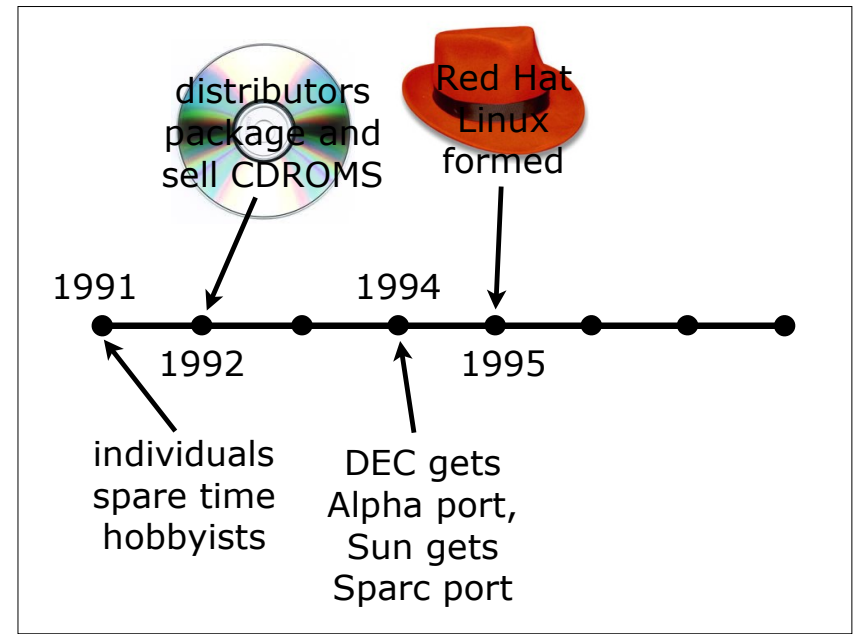 distributors
package and
sell CDROMS
Red Hat
Linux
formed
1991
1994
1992
1995
individuals
spare time
hobbyists
DEC gets
Alpha port,
Sun gets
Sparc port